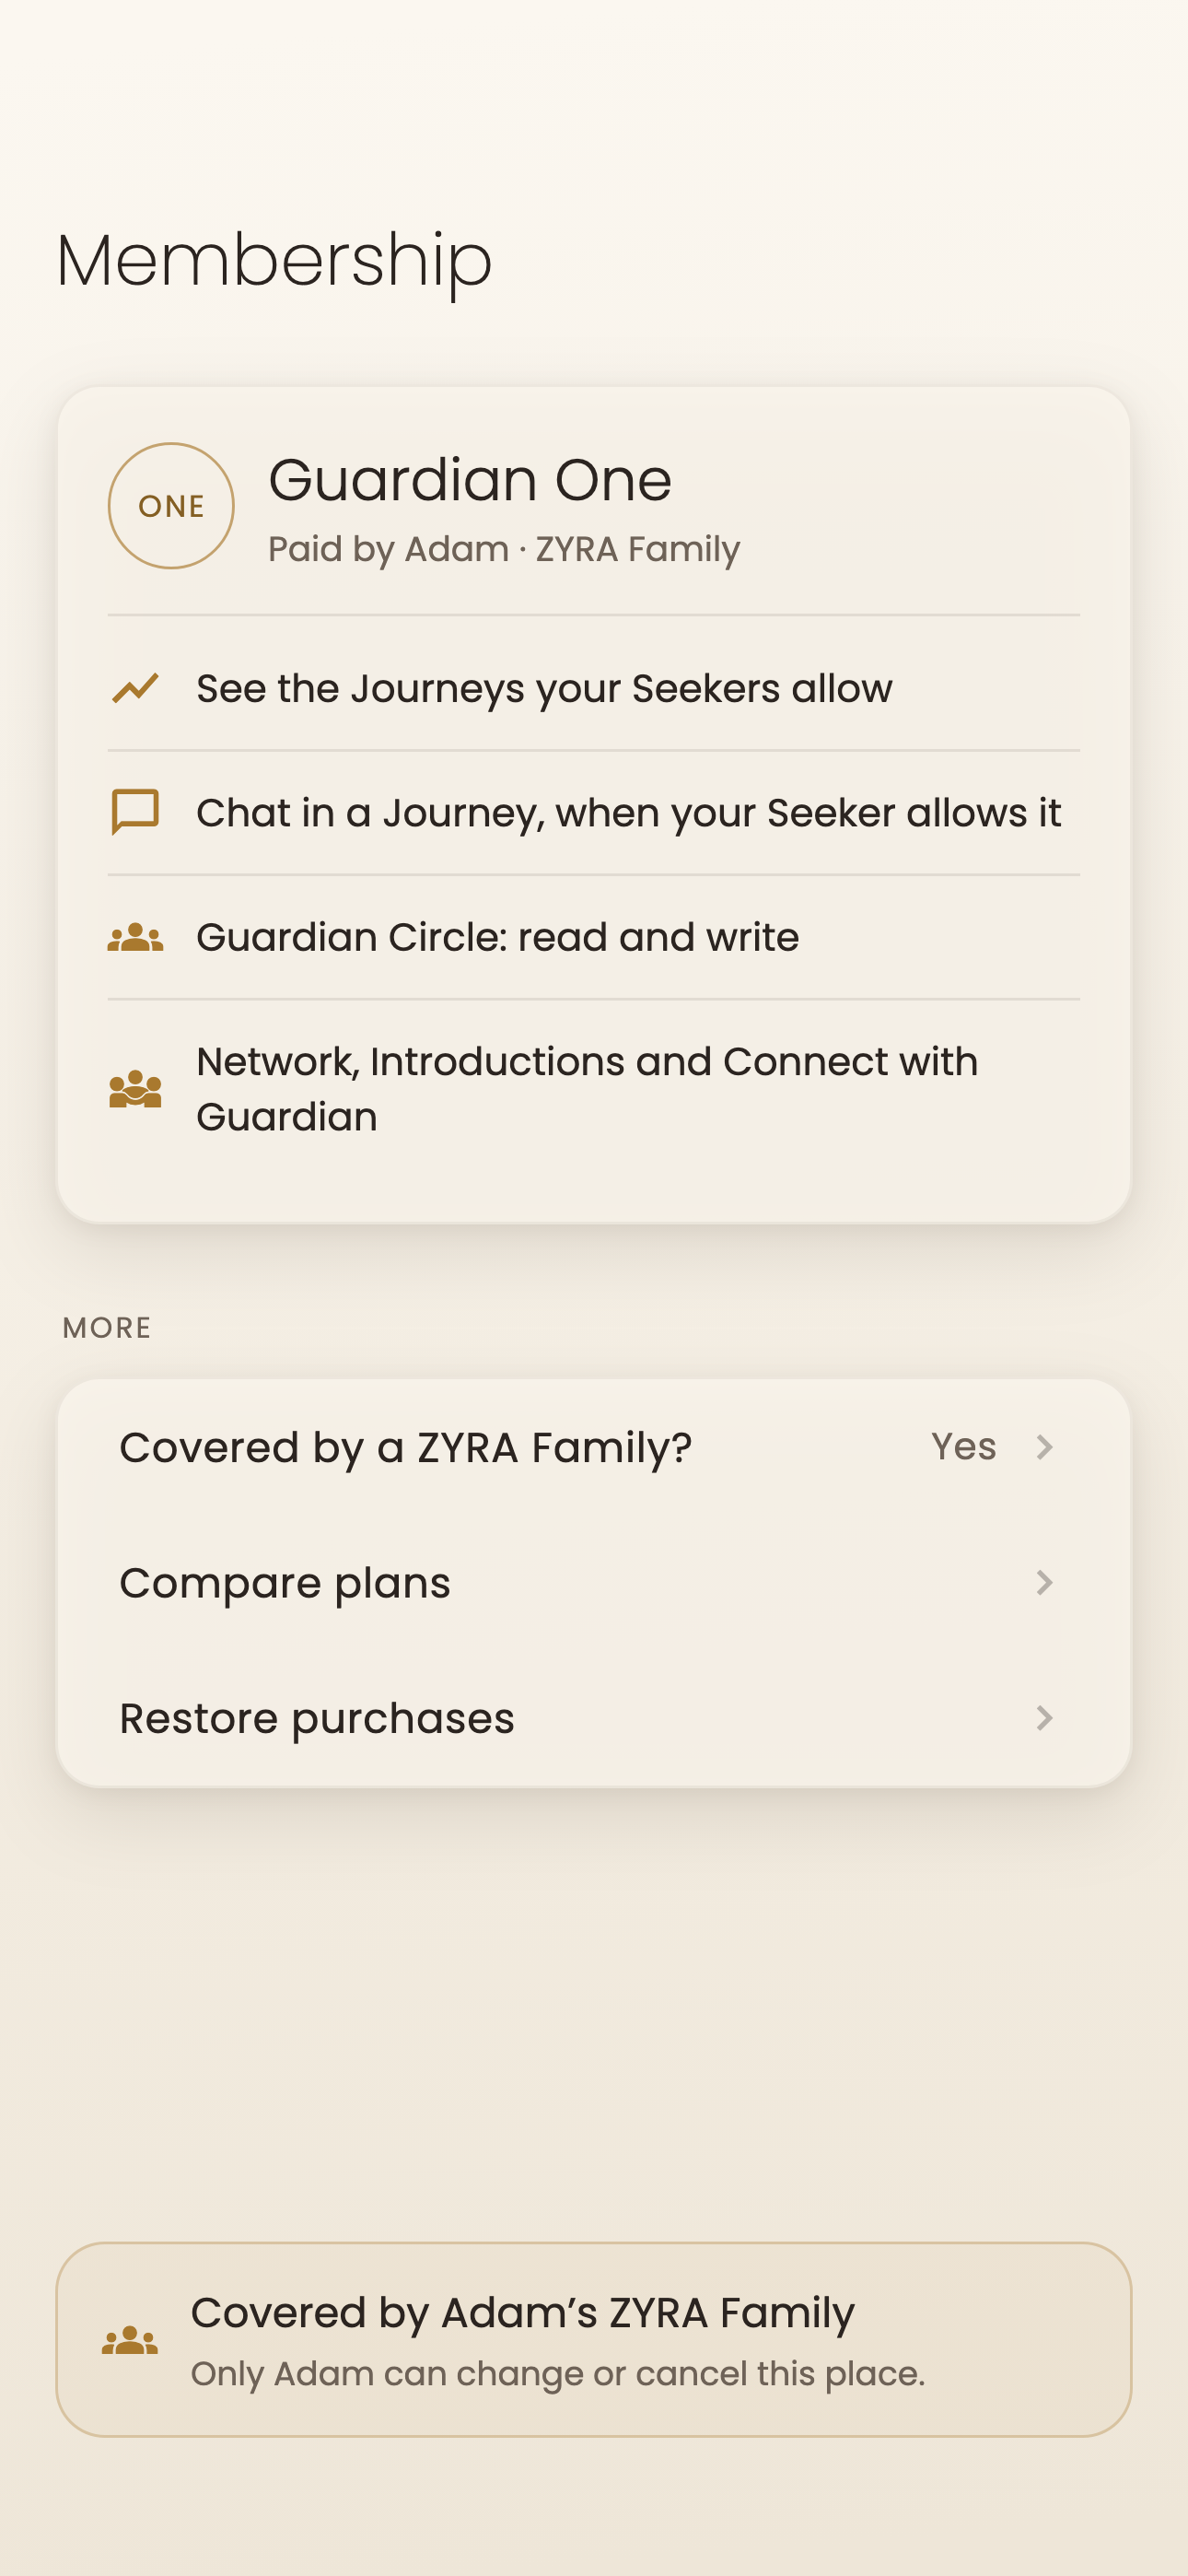 Membership
ONE
Guardian One
Paid by Adam · ZYRA Family
See the Journeys your Seekers allow
Chat in a Journey, when your Seeker allows it
Guardian Circle: read and write
Network, Introductions and Connect with
Guardian
MORE
Covered by a ZYRA Family? Yes
Compare plans
Restore purchases
Covered by Adam’s ZYRA Family
Only Adam can change or cancel this place.